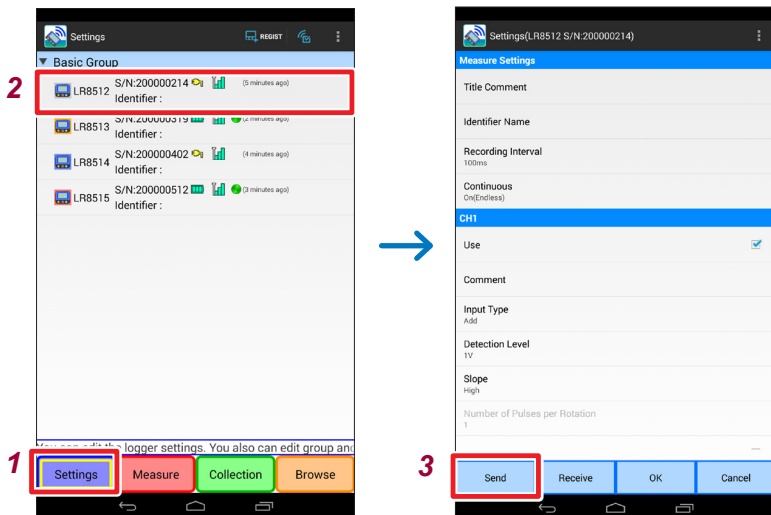 Settings
REGIST
Basic Group
2
LR8512
S/N:200000214
(5 minutes ago)
Identifier :
LR8513
S/N:200000319
(2 minutes ago)
Identifier :
LR8514
S/N:200000402
(4 minutes ago)
Identifier :
LR8515
S/N:200000512
(3 minutes ago)
Identifier :
You can edit the logger settings. You also can edit group and
1
Settings
Measure
Collection
Browse
Settings(LR8512 S/N:200000214)
Measure Settings
Title Comment
Identifier Name
Recording Interval
100ms
Continuous
On(Endless)
CH1
Use
Comment
Input Type
Add
Detection Level
1V
Slope
High
Number of Pulses per Rotation
1
3
Send
Receive
OK
Cancel